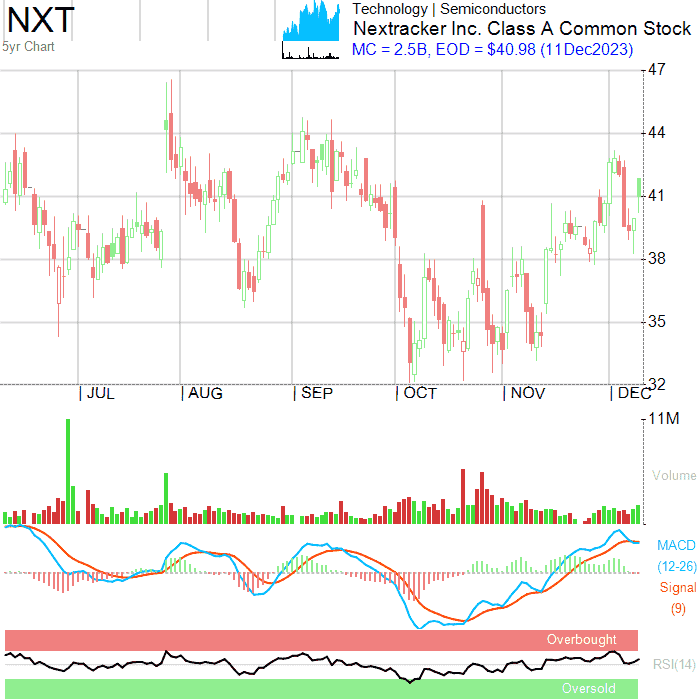 NXT
5yr Chart
Technology | Semiconductors
Nextracker Inc. Class A Common Stock
MC = 2.5B, EOD = $40.98 (11Dec2023)
47
44
41
38
35
32
| JUL | AUG | SEP | OCT | NOV | DEC
11M
Volume
MACD
(12-26)
Signal
(9)
Overbought
RSI(14)
Oversold